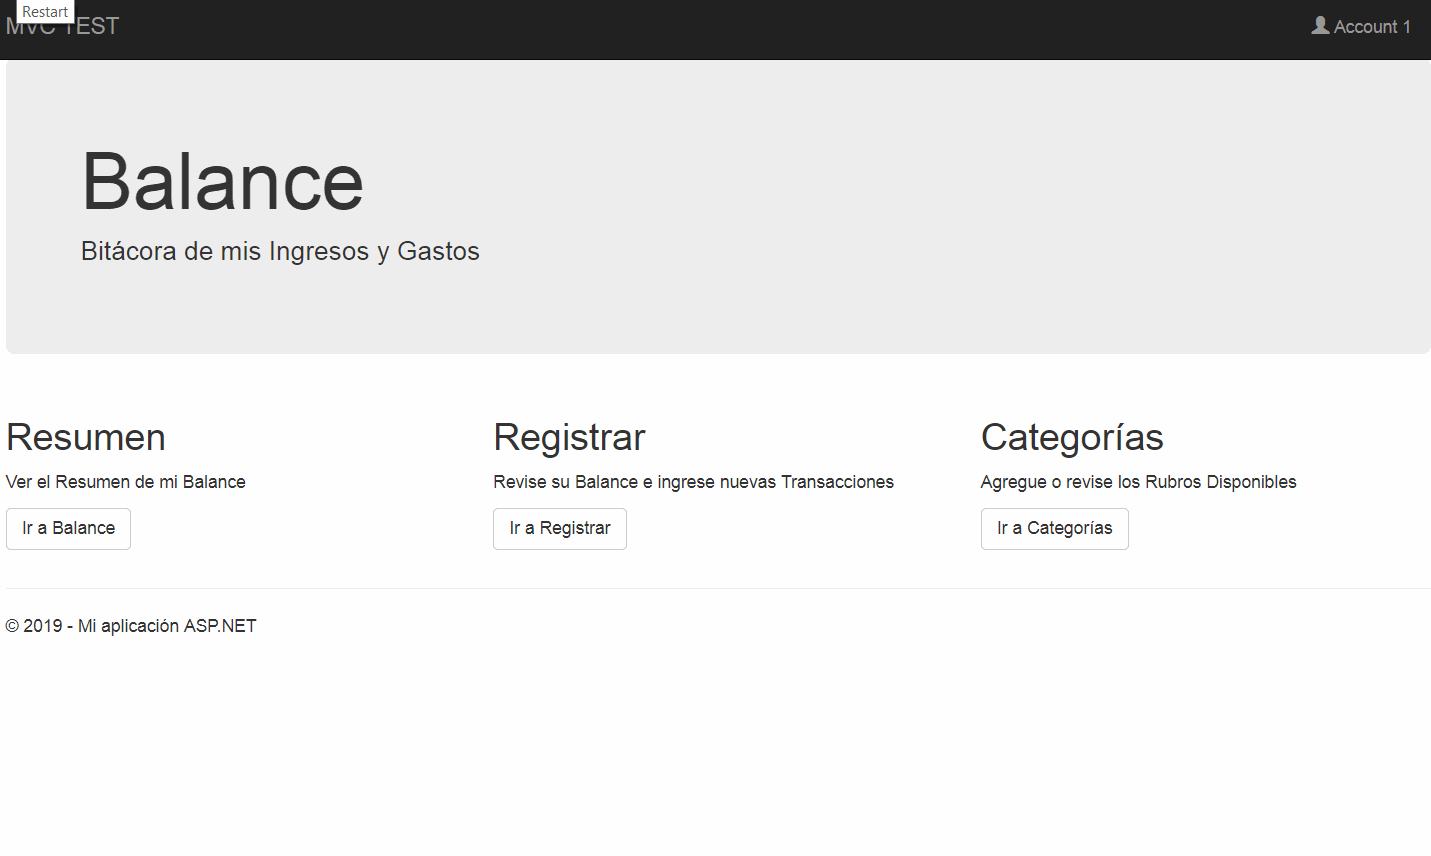 Restart
MVC TEST
Account 1
Balance
Bitácora de mis Ingresos y Gastos
Resumen
Ver el Resumen de mi Balance
Ir a Balance
Registrar
Revise su Balance e ingrese nuevas Transacciones
Ir a Registrar
Categorías
Agregue o revise los Rubros Disponibles
Ir a Categorías
© 2019 - Mi aplicación ASP.NET